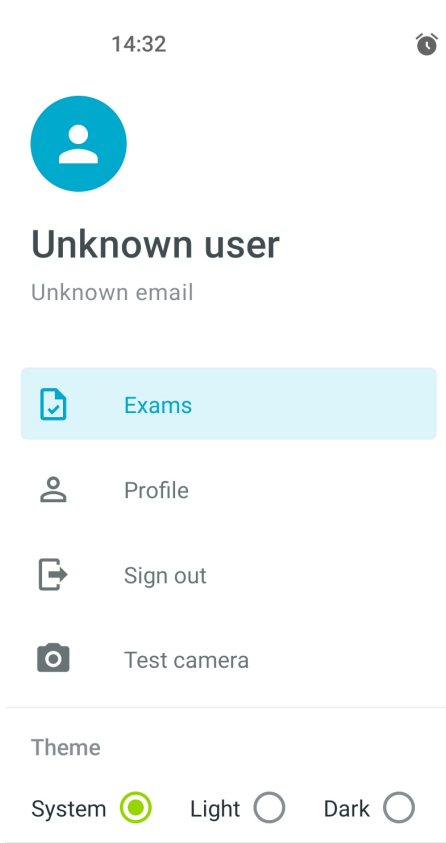 14:32
Unknown user
Unknown email
Exams
Profile
Sign out
Test camera
Theme
System Light Dark